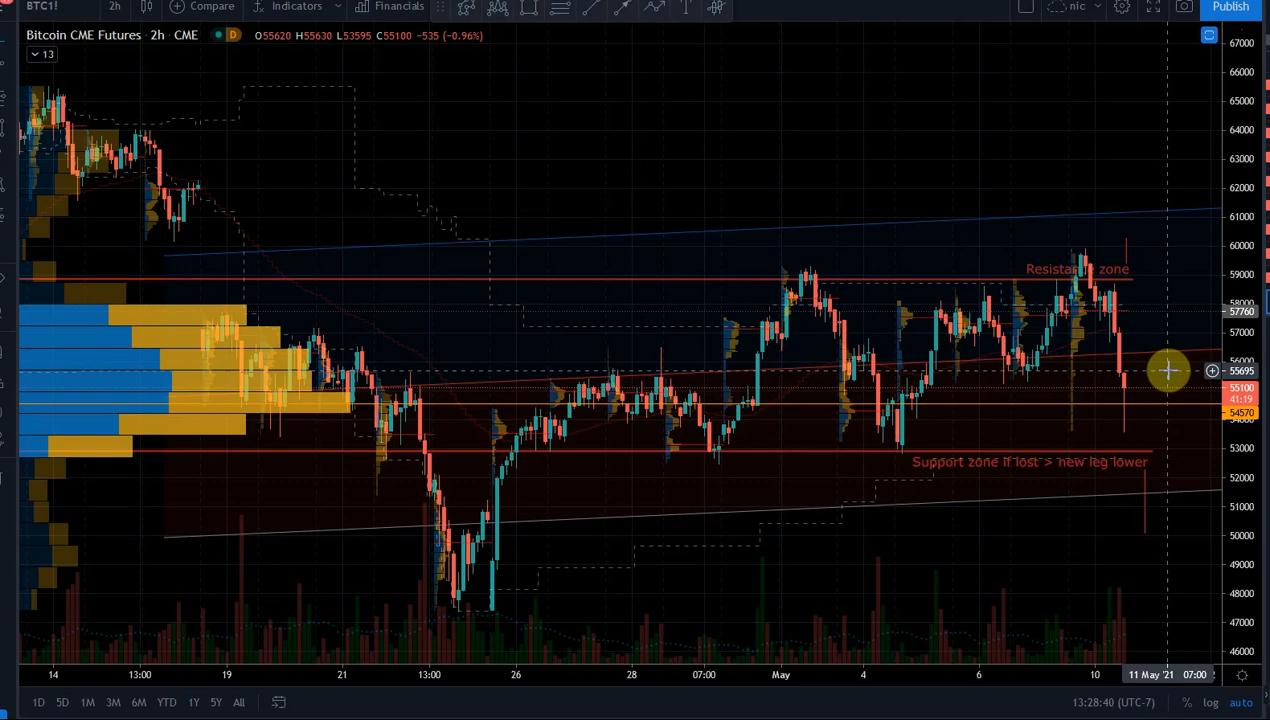 BTC1!
2h
Compare
Indicators
Financials
nic
Publish
Bitcoin CME Futures • 2h • CME
D
O55620 H55630 L53595 C55100 -535 (-0.96%)
13
67000
66000
65000
64000
63000
62000
61000
60000
Resistance zone
59000
58000
57760
57000
56000
55695
55100
41:19
54570
54000
53000
Support zone if lost > new leg lower
52000
51000
50000
49000
48000
47000
46000
14 13:00 19 21 13:00 26 28 07:00 May 4 6 10 11 May '21 07:00
1D 5D 1M 3M 6M YTD 1Y 5Y All
13:28:40 (UTC-7) % log auto